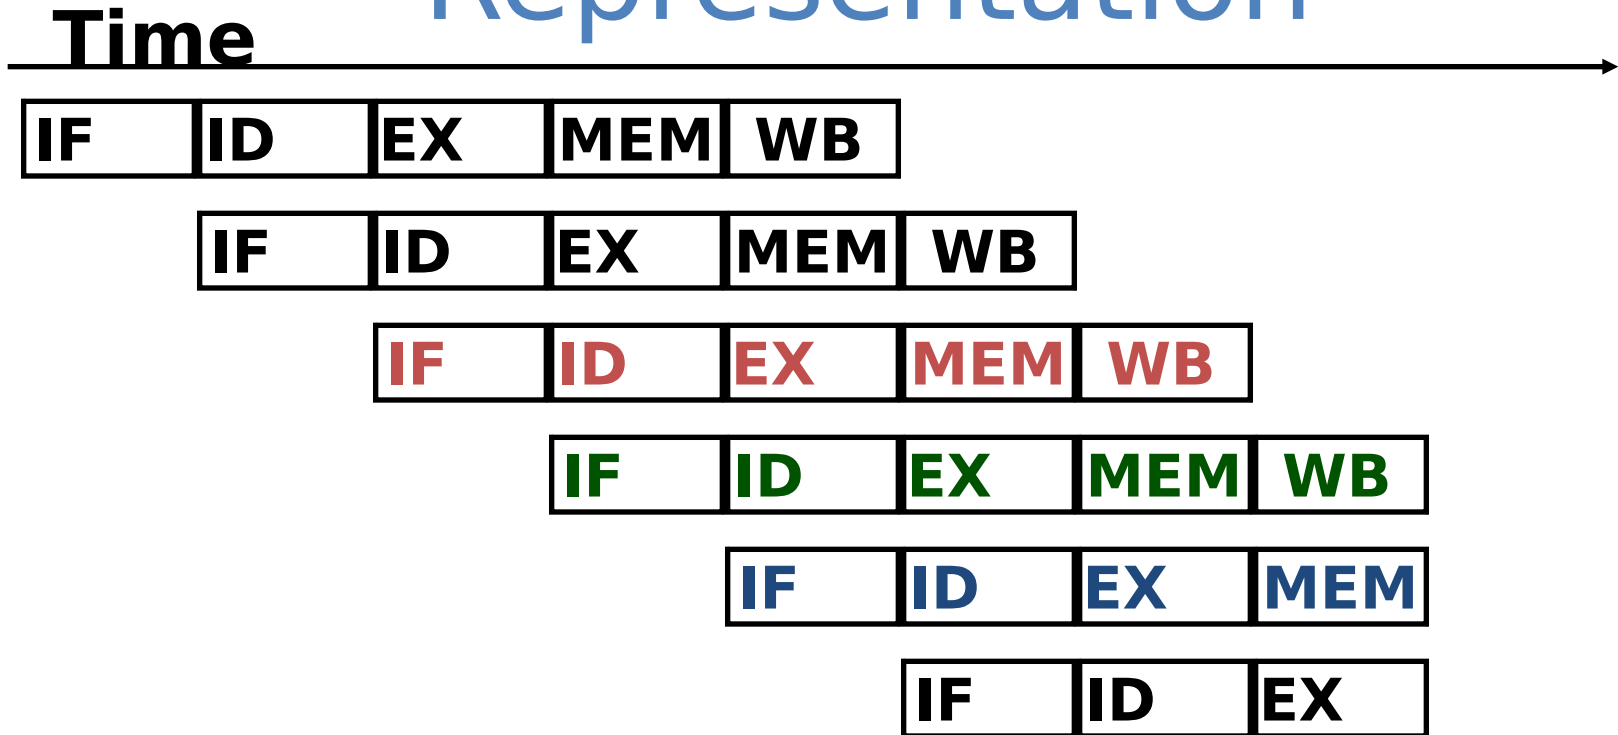 Representation
Time
IF ID EX MEM WB
IF ID EX MEM WB
IF ID EX MEM WB
IF ID EX MEM WB
IF ID EX MEM
IF ID EX